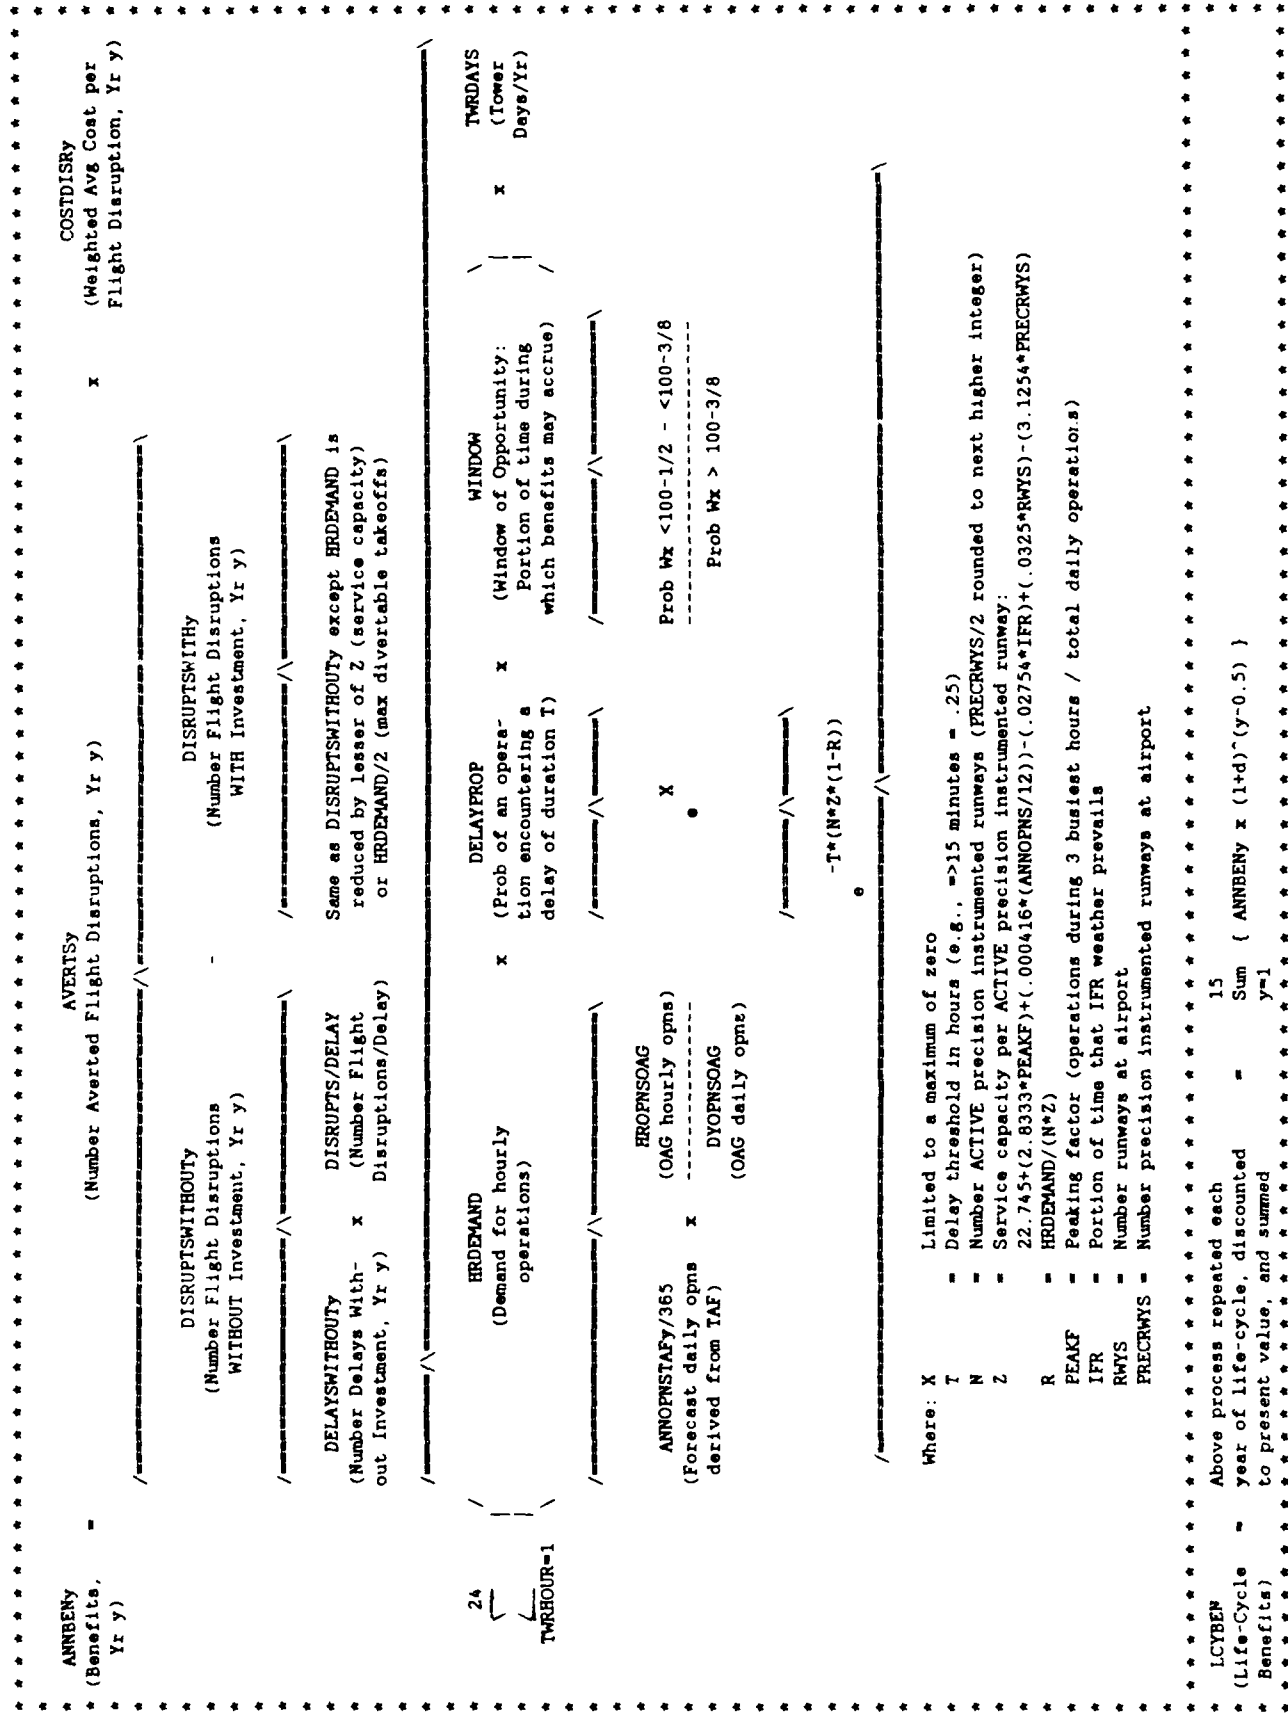 ANNBENy = AVERTSy x COSTDISRy
(Benefits, (Number Averted Flight Disruptions, Yr y) (Weighted Avg Cost per
Yr y) Flight Disruption, Yr y)
DISRUPTSWITHOUTy - DISRUPTSWITHy
(Number Flight Disruptions (Number Flight Disruptions
WITHOUT Investment, Yr y) WITH Investment, Yr y)
DELAYSWITHOUTy x DISRUPTS/DELAY Same as DISRUPTSWITHOUTy except HRDEMAND is
(Number Delays With- (Number Flight reduced by lesser of Z (service capacity)
out Investment, Yr y) Disruptions/Delay) or HRDEMAND/2 (max divertable takeoffs)
24 HRDEMAND x DELAYPROP x WINDOW x TWRDAYS
(Demand for hourly (Prob of an opera- (Window of Opportunity: (Tower
operations) tion encountering a Portion of time during Days/Yr)
TWRHOUR=1 delay of duration T) which benefits may accrue)
HROPNSOAG X Prob Wx <100-1/2 - <100-3/8
ANNOPNSTAFy/365 (OAG hourly opns) e
(Forecast daily opns x ------------ ----------------------------
derived from TAF) DYOPNSOAG Prob Wx > 100-3/8
(OAG daily opns)
-T*(N*Z*(1-R))
e
Where: X = Limited to a maximum of zero
T = Delay threshold in hours (e.g., =>15 minutes = .25)
N = Number ACTIVE precision instrumented runways (PRECRWYS/2 rounded to next higher integer)
Z = Service capacity per ACTIVE precision instrumented runway:
22.745+(2.8333*PEAKF)+(.000416*(ANNOPNS/12))-(.02754*IFR)+(.0325*RWYS)-(3.1254*PRECRWYS)
R = HRDEMAND/(N*Z)
PEAKF = Peaking factor (operations during 3 busiest hours / total daily operations)
IFR = Portion of time that IFR weather prevails
RWYS = Number runways at airport
PRECRWYS = Number precision instrumented runways at airport
LCYBEN Above process repeated each 15
(Life-Cycle = year of life-cycle, discounted = Sum { ANNBENy x (1+d)^(y-0.5) }
Benefits) to present value, and summed y=1